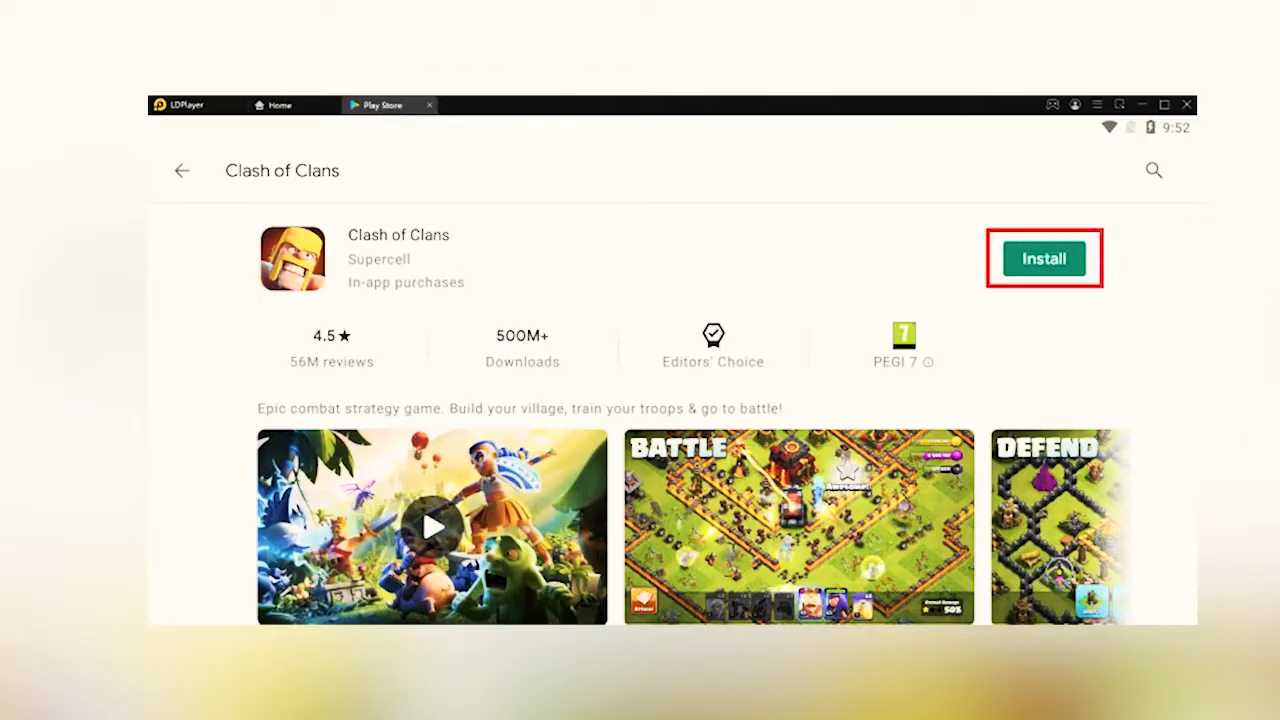 LDPlayer Home Play Store
9:52
Clash of Clans
Clash of Clans
Supercell
In-app purchases
Install
4.5★ 500M+ 7
56M reviews Downloads Editors' Choice PEGI 7
Epic combat strategy game. Build your village, train your troops & go to battle!
BATTLE
DEFEND
50%